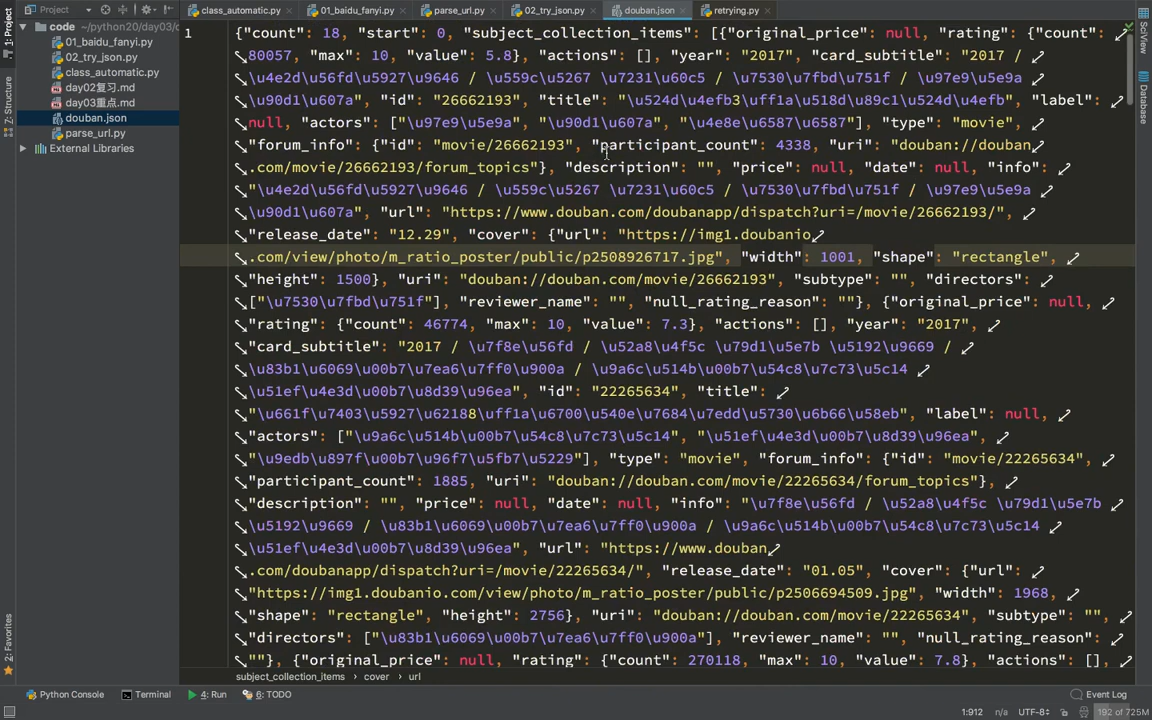 Project
class_automatic.py
01_baidu_fanyi.py
parse_url.py
02_try_json.py
douban.json
retrying.py
1: Project
Z: Structure
2: Favorites
SciView
Database
code ~/python20/day03/c
01_baidu_fanyi.py
02_try_json.py
class_automatic.py
day02复习.md
day03重点.md
douban.json
parse_url.py
External Libraries
1
{"count": 18, "start": 0, "subject_collection_items": [{"original_price": null, "rating": {"count":
80057, "max": 10, "value": 5.8}, "actions": [], "year": "2017", "card_subtitle": "2017 /
\u4e2d\u56fd\u5927\u9646 / \u559c\u5267 \u7231\u60c5 / \u7530\u7fbd\u751f / \u97e9\u5e9a
\u90d1\u607a", "id": "26662193", "title": "\u524d\u4efb3\uff1a\u518d\u89c1\u524d\u4efb", "label":
null, "actors": ["\u97e9\u5e9a", "\u90d1\u607a", "\u4e8e\u6587\u6587"], "type": "movie",
"forum_info": {"id": "movie/26662193", "participant_count": 4338, "uri": "douban://douban
.com/movie/26662193/forum_topics"}, "description": "", "price": null, "date": null, "info":
"\u4e2d\u56fd\u5927\u9646 / \u559c\u5267 \u7231\u60c5 / \u7530\u7fbd\u751f / \u97e9\u5e9a
\u90d1\u607a", "url": "https://www.douban.com/doubanapp/dispatch?uri=/movie/26662193/",
"release_date": "12.29", "cover": {"url": "https://img1.doubanio
.com/view/photo/m_ratio_poster/public/p2508926717.jpg", "width": 1001, "shape": "rectangle",
"height": 1500}, "uri": "douban://douban.com/movie/26662193", "subtype": "", "directors":
["\u7530\u7fbd\u751f"], "reviewer_name": "", "null_rating_reason": ""}, {"original_price": null,
"rating": {"count": 46774, "max": 10, "value": 7.3}, "actions": [], "year": "2017",
"card_subtitle": "2017 / \u7f8e\u56fd / \u52a8\u4f5c \u79d1\u5e7b \u5192\u9669 /
\u83b1\u6069\u00b7\u7ea6\u7ff0\u900a / \u9a6c\u514b\u00b7\u54c8\u7c73\u5c14
\u51ef\u4e3d\u00b7\u8d39\u96ea", "id": "22265634", "title":
"\u661f\u7403\u5927\u62188\uff1a\u6700\u540e\u7684\u7edd\u5730\u6b66\u58eb", "label": null,
"actors": ["\u9a6c\u514b\u00b7\u54c8\u7c73\u5c14", "\u51ef\u4e3d\u00b7\u8d39\u96ea",
"\u9edb\u897f\u00b7\u96f7\u5fb7\u5229"], "type": "movie", "forum_info": {"id": "movie/22265634",
"participant_count": 1885, "uri": "douban://douban.com/movie/22265634/forum_topics"},
"description": "", "price": null, "date": null, "info": "\u7f8e\u56fd / \u52a8\u4f5c \u79d1\u5e7b
\u5192\u9669 / \u83b1\u6069\u00b7\u7ea6\u7ff0\u900a / \u9a6c\u514b\u00b7\u54c8\u7c73\u5c14
\u51ef\u4e3d\u00b7\u8d39\u96ea", "url": "https://www.douban
.com/doubanapp/dispatch?uri=/movie/22265634/", "release_date": "01.05", "cover": {"url":
"https://img1.doubanio.com/view/photo/m_ratio_poster/public/p2506694509.jpg", "width": 1968,
"shape": "rectangle", "height": 2756}, "uri": "douban://douban.com/movie/22265634", "subtype": "",
"directors": ["\u83b1\u6069\u00b7\u7ea6\u7ff0\u900a"], "reviewer_name": "", "null_rating_reason":
""}, {"original_price": null, "rating": {"count": 270118, "max": 10, "value": 7.8}, "actions": [],
subject_collection_items › cover › url
Python Console
Terminal
4: Run
6: TODO
Event Log
1:912
n/a
UTF-8
192 of 725M